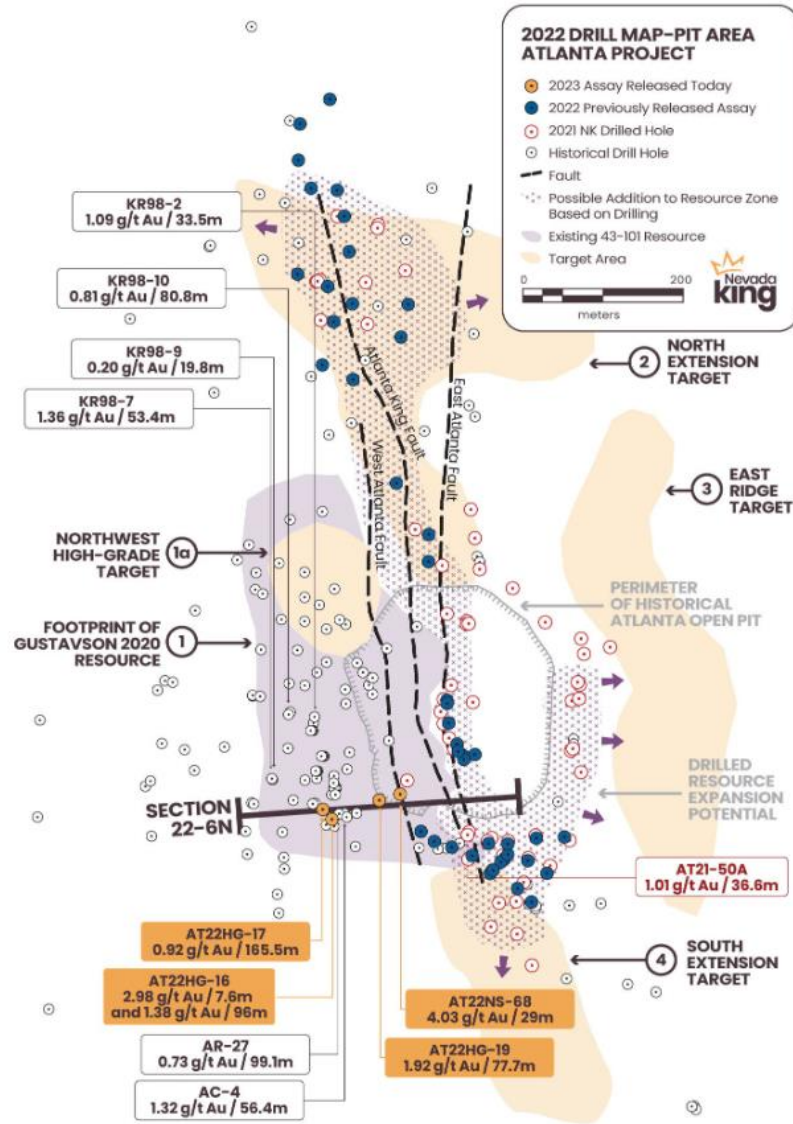 2022 DRILL MAP-PIT AREA
ATLANTA PROJECT
2023 Assay Released Today
2022 Previously Released Assay
2021 NK Drilled Hole
Historical Drill Hole
Fault
Possible Addition to Resource Zone
Based on Drilling
Existing 43-101 Resource
Target Area
0 200
meters
Nevada
king
KR98-2
1.09 g/t Au / 33.5m
KR98-10
0.81 g/t Au / 80.8m
KR98-9
0.20 g/t Au / 19.8m
KR98-7
1.36 g/t Au / 53.4m
Atlanta King Fault
West Atlanta Fault
East Atlanta Fault
2
NORTH
EXTENSION
TARGET
3
EAST
RIDGE
TARGET
NORTHWEST
HIGH-GRADE
TARGET
1a
FOOTPRINT OF
GUSTAVSON 2020
RESOURCE
1
PERIMETER
OF HISTORICAL
ATLANTA OPEN PIT
DRILLED
RESOURCE
EXPANSION
POTENTIAL
SECTION
22-6N
AT21-50A
1.01 g/t Au / 36.6m
4
SOUTH
EXTENSION
TARGET
AT22HG-17
0.92 g/t Au / 165.5m
AT22HG-16
2.98 g/t Au / 7.6m
and 1.38 g/t Au / 96m
AT22NS-68
4.03 g/t Au / 29m
AT22HG-19
1.92 g/t Au / 77.7m
AR-27
0.73 g/t Au / 99.1m
AC-4
1.32 g/t Au / 56.4m